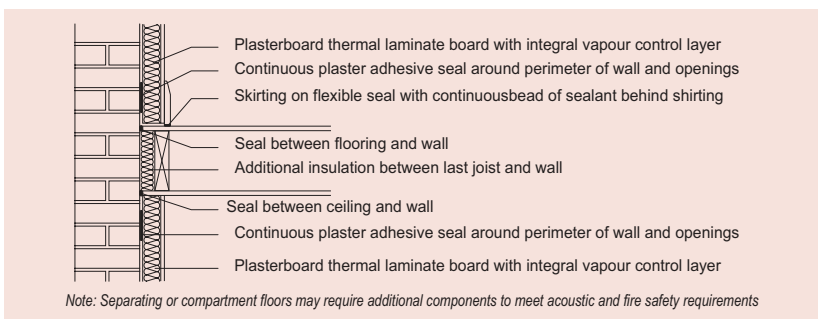 Plasterboard thermal laminate board with integral vapour control layer
Continuous plaster adhesive seal around perimeter of wall and openings
Skirting on flexible seal with continuousbead of sealant behind shirting
Seal between flooring and wall
Additional insulation between last joist and wall
Seal between ceiling and wall
Continuous plaster adhesive seal around perimeter of wall and openings
Plasterboard thermal laminate board with integral vapour control layer
Note: Separating or compartment floors may require additional components to meet acoustic and fire safety requirements